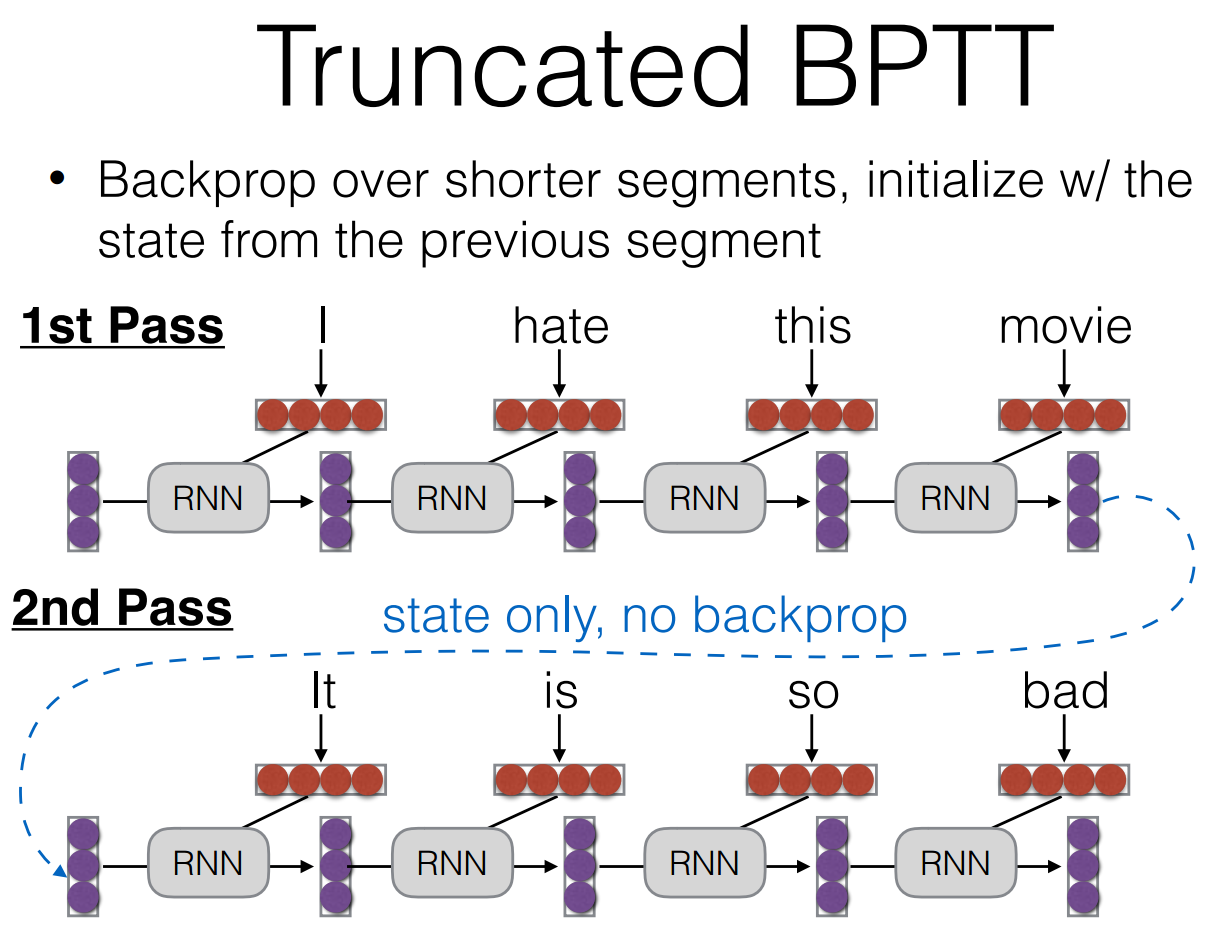 Truncated BPTT
• Backprop over shorter segments, initialize w/ the
state from the previous segment
1st Pass
I hate this movie
RNN RNN RNN RNN
2nd Pass
state only, no backprop
It is so bad
RNN RNN RNN RNN